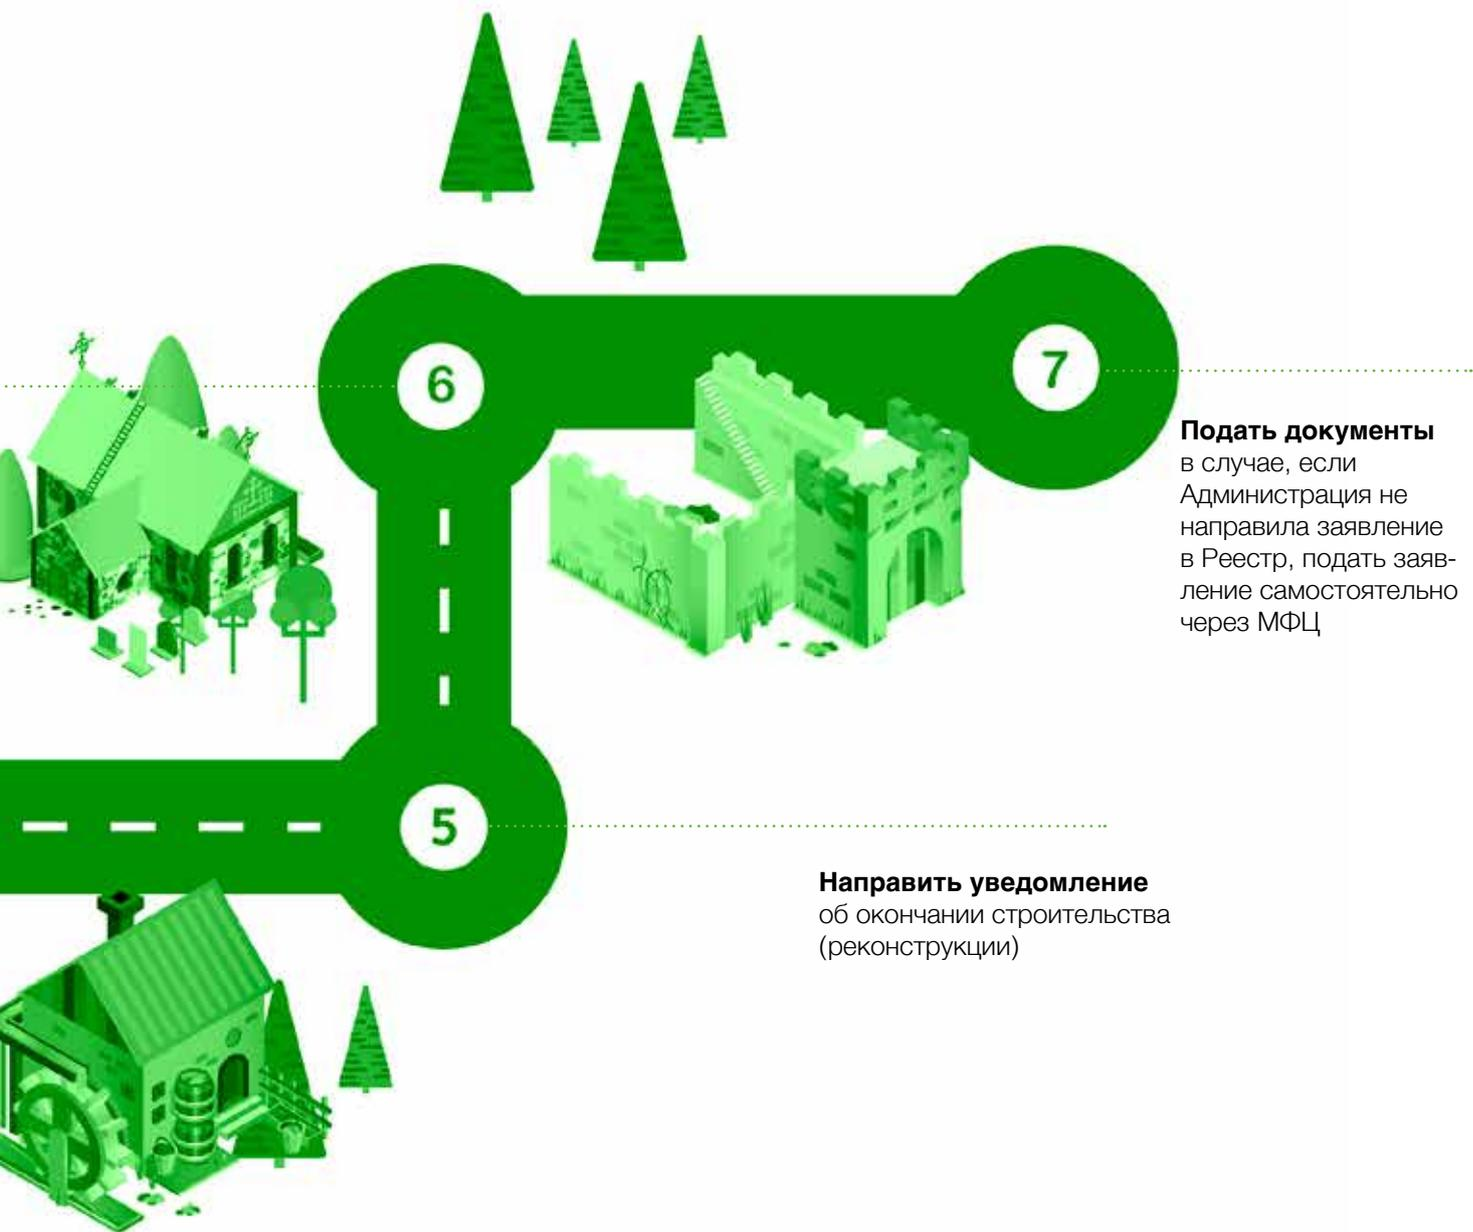 6
7
Подать документы
в случае, если
Администрация не
направила заявление
в Реестр, подать заяв-
ление самостоятельно
через МФЦ
5
Направить уведомление
об окончании строительства
(реконструкции)